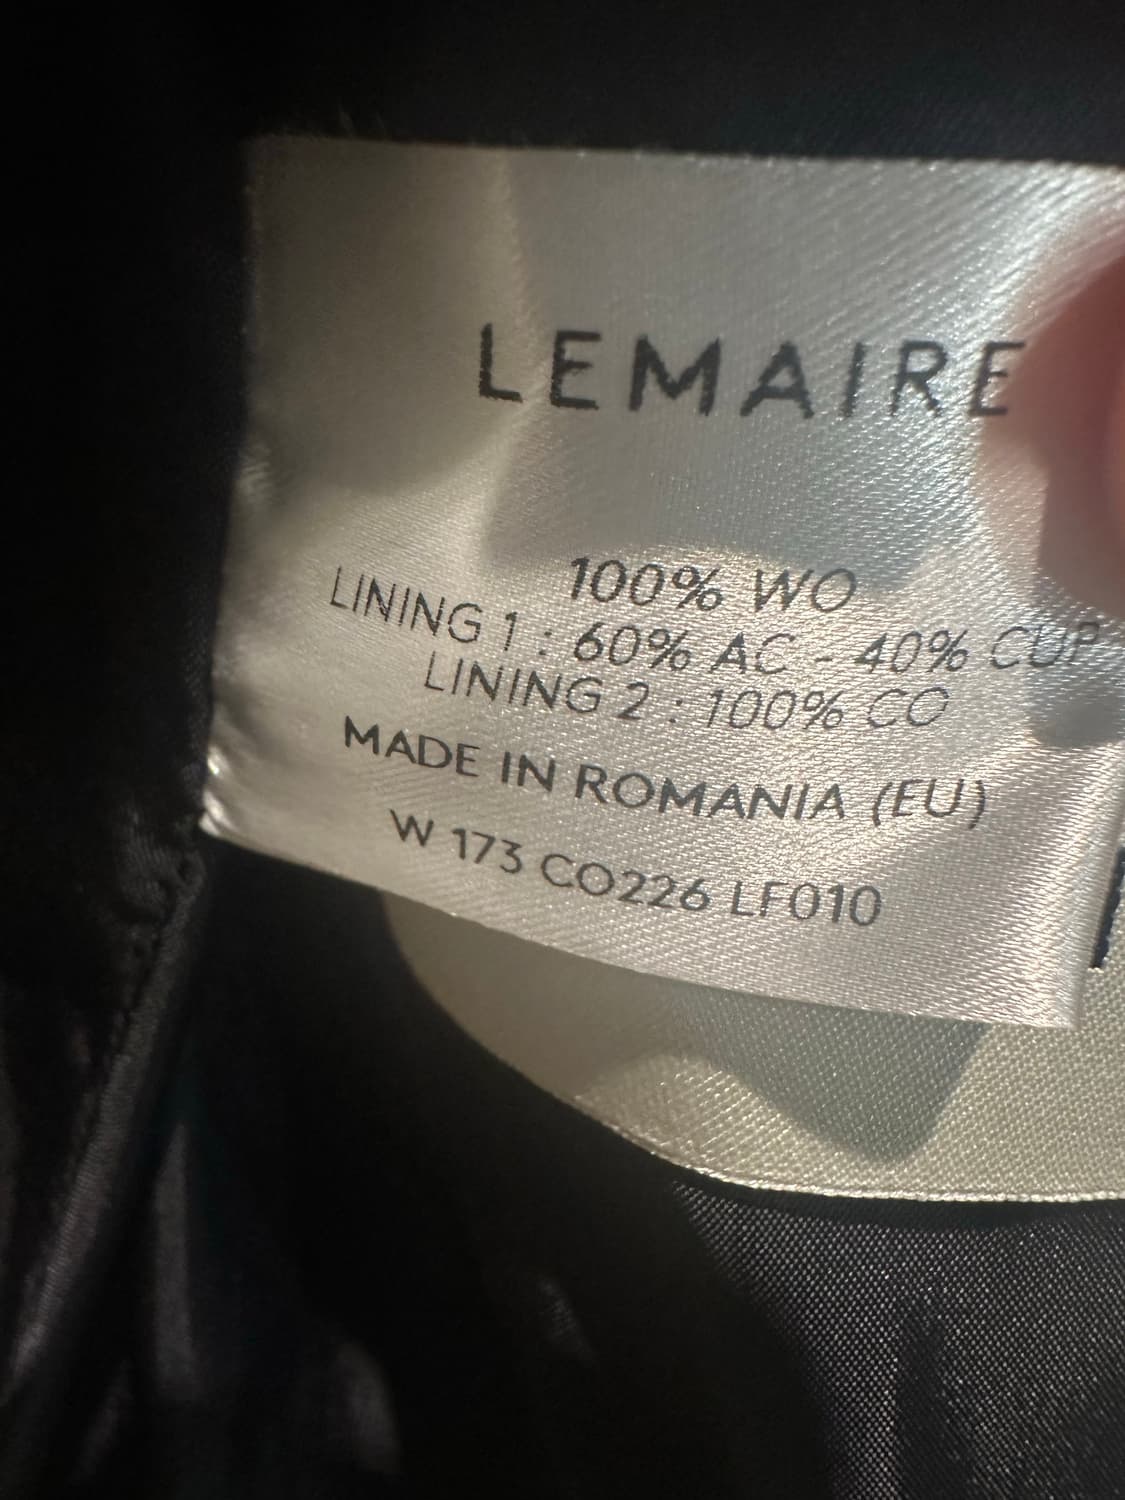 LEMAIRE
100% WO
LINING 1 : 60% AC - 40% CUP
LINING 2 : 100% CO
MADE IN ROMANIA (EU)
W 173 CO226 LF010